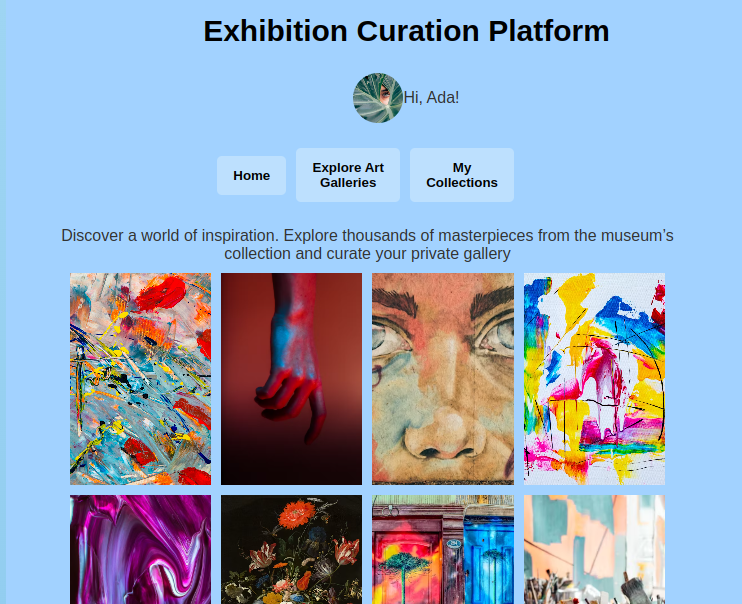 Exhibition Curation Platform
Hi, Ada!
Home
Explore Art
Galleries
My
Collections
Discover a world of inspiration. Explore thousands of masterpieces from the museum’s
collection and curate your private gallery